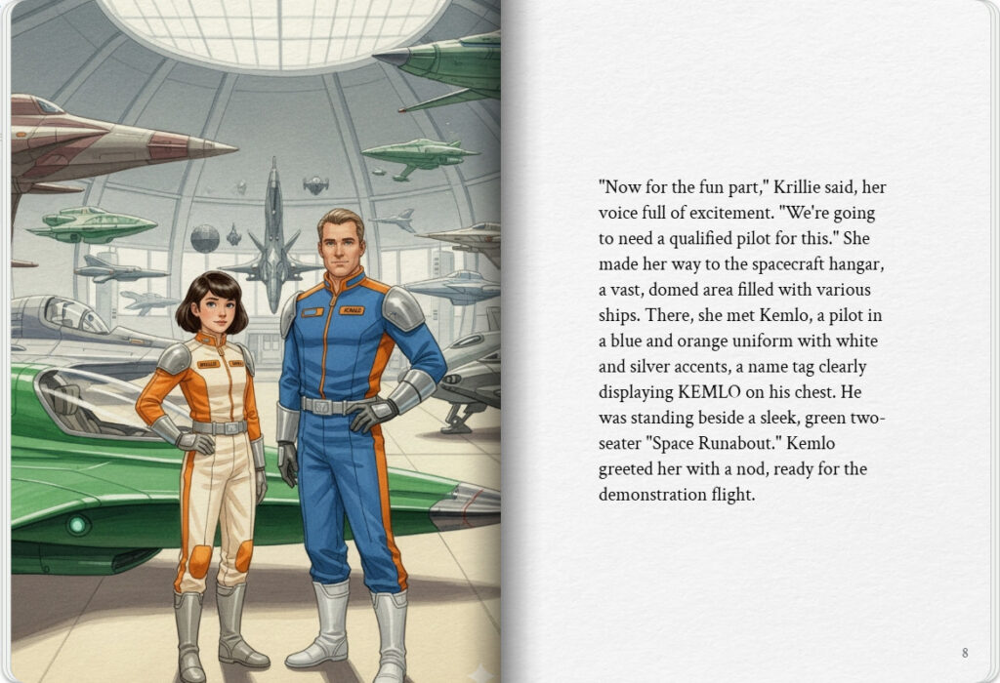 "Now for the fun part," Krillie said, her
voice full of excitement. "We're going
to need a qualified pilot for this." She
made her way to the spacecraft hangar,
a vast, domed area filled with various
ships. There, she met Kemlo, a pilot in
a blue and orange uniform with white
and silver accents, a name tag clearly
displaying KEMLO on his chest. He
was standing beside a sleek, green two-
seater "Space Runabout." Kemlo
greeted her with a nod, ready for the
demonstration flight.
8